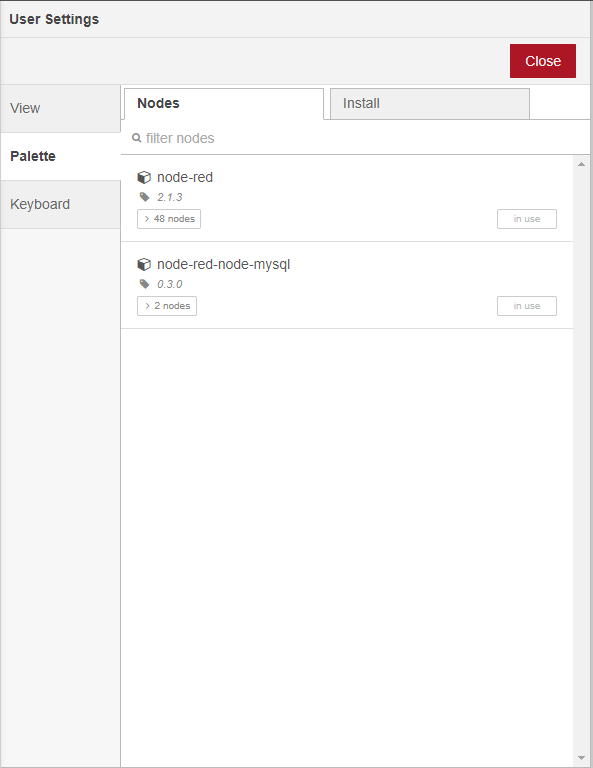 User Settings
Close
View
Palette
Keyboard
Nodes
Install
filter nodes
node-red
2.1.3
48 nodes
in use
node-red-node-mysql
0.3.0
2 nodes
in use